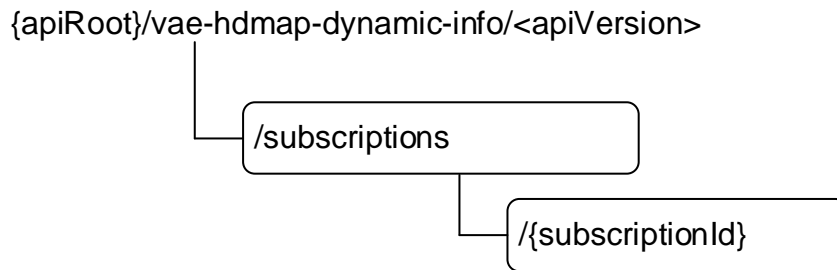 {apiRoot}/vae-hdmap-dynamic-info/<apiVersion>
/subscriptions
/{subscriptionId}